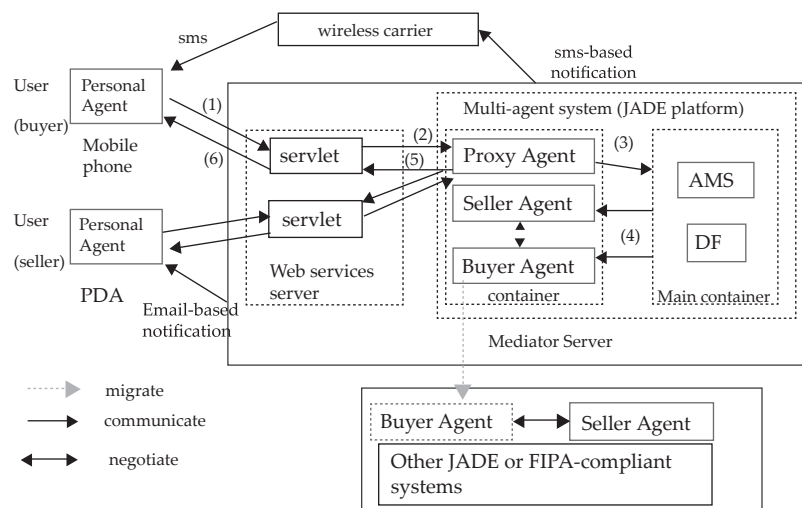 wireless carrier
sms
sms-based
notification
User
(buyer)
Personal
Agent
Mobile
phone
(1)
(6)
servlet
(2)
(5)
Multi-agent system (JADE platform)
Proxy Agent
(3)
AMS
Seller Agent
DF
(4)
Buyer Agent
container
Main container
User
(seller)
Personal
Agent
PDA
servlet
Web services
server
Email-based
notification
Mediator Server
migrate
communicate
negotiate
Buyer Agent
Seller Agent
Other JADE or FIPA-compliant
systems